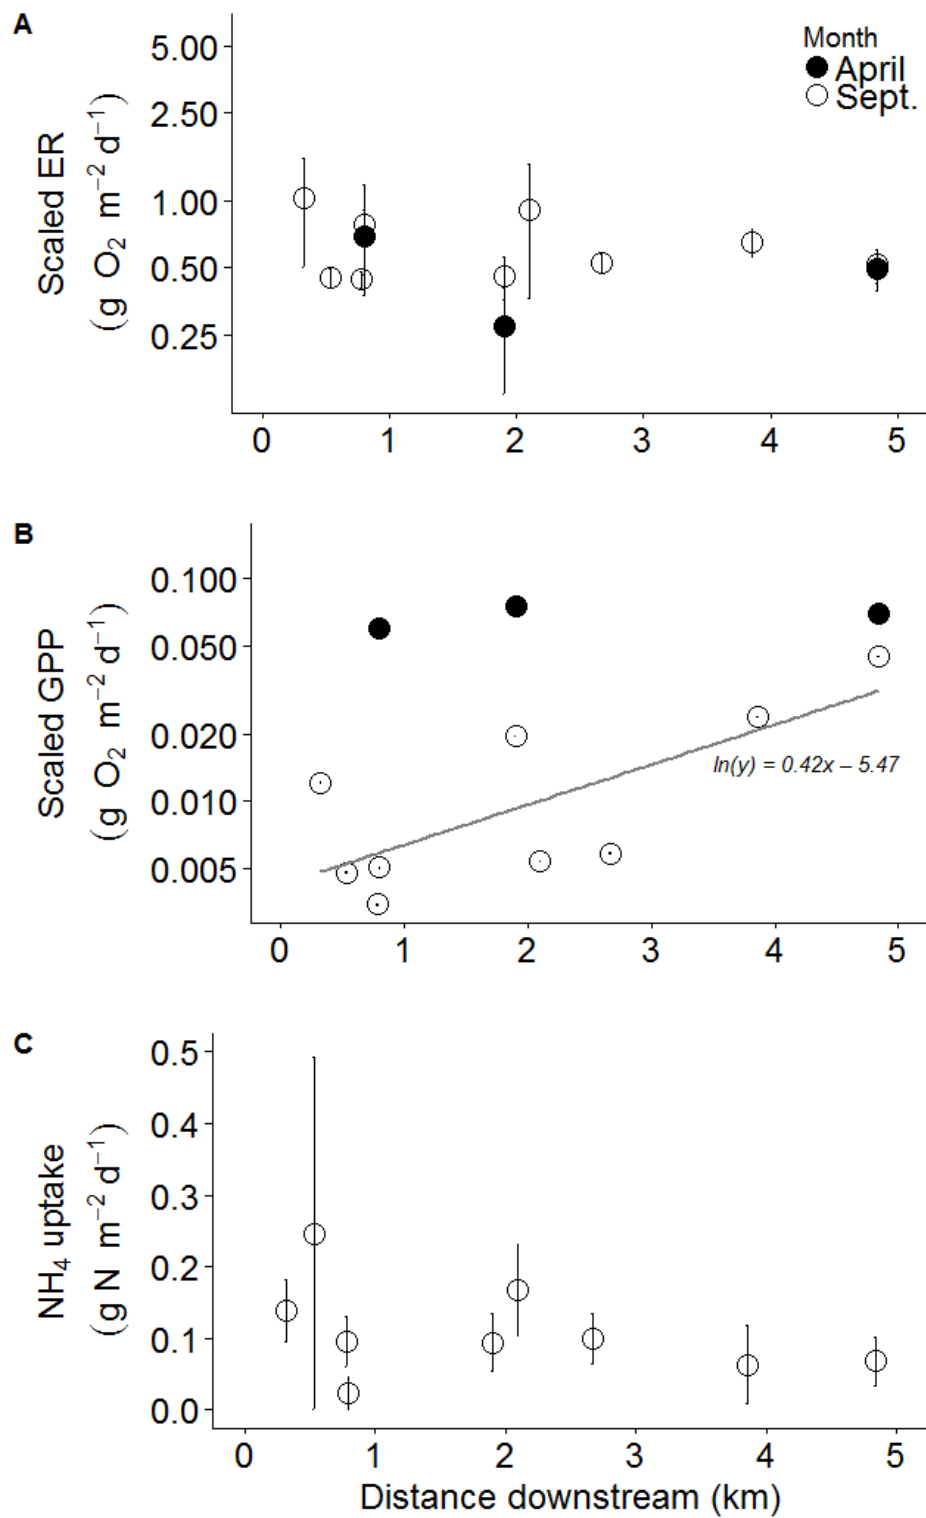 A
Month
April
Sept.
Scaled ER
(g O₂ m⁻² d⁻¹)
5.00
2.50
1.00
0.50
0.25
0 1 2 3 4 5
B
Scaled GPP
(g O₂ m⁻² d⁻¹)
0.100
0.050
0.020
0.010
0.005
ln(y) = 0.42x – 5.47
0 1 2 3 4 5
C
NH₄ uptake
(g N m⁻² d⁻¹)
0.5
0.4
0.3
0.2
0.1
0.0
0 1 2 3 4 5
Distance downstream (km)